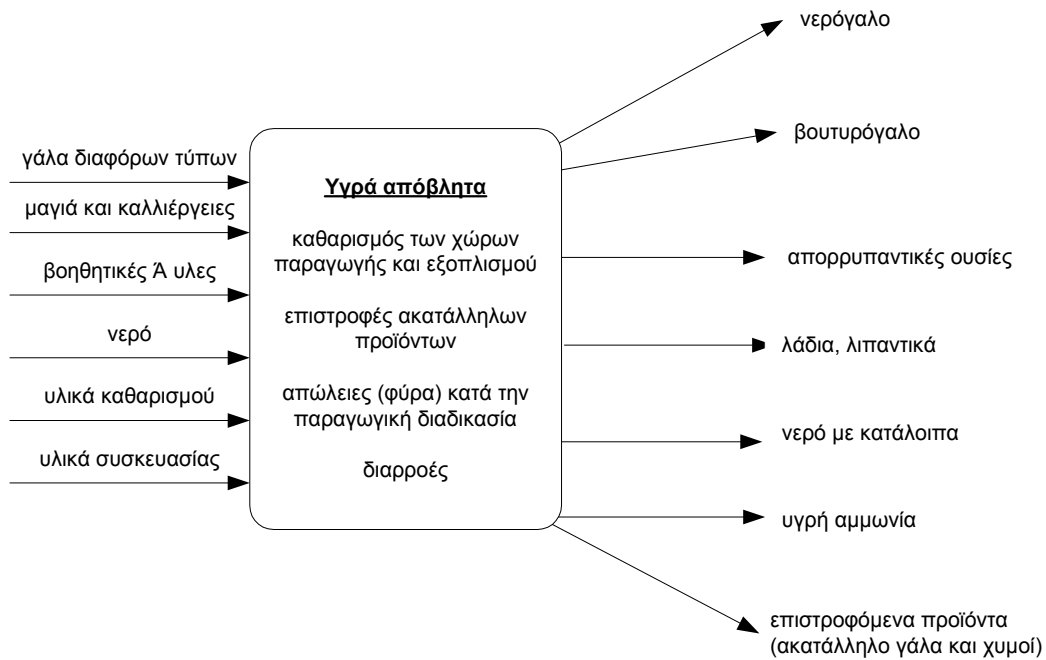 γάλα διαφόρων τύπων
μαγιά και καλλιέργειες
βοηθητικές Ά υλες
νερό
υλικά καθαρισμού
υλικά συσκευασίας
Υγρά απόβλητα
καθαρισμός των χώρων
παραγωγής και εξοπλισμού
επιστροφές ακατάλληλων
προϊόντων
απώλειες (φύρα) κατά την
παραγωγική διαδικασία
διαρροές
νερόγαλο
βουτυρόγαλο
απορρυπαντικές ουσίες
λάδια, λιπαντικά
νερό με κατάλοιπα
υγρή αμμωνία
επιστροφόμενα προϊόντα
(ακατάλληλο γάλα και χυμοί)